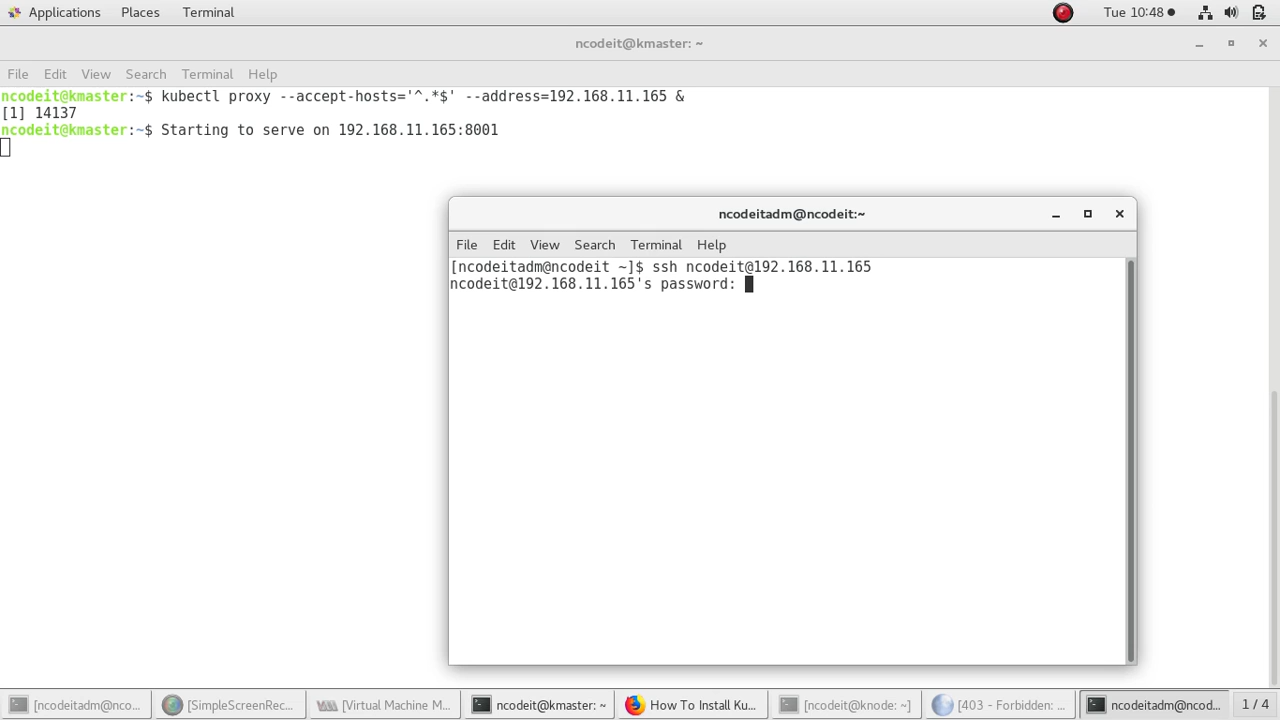 Applications Places Terminal Tue 10:48
ncodeit@kmaster: ~
File Edit View Search Terminal Help
ncodeit@kmaster:~$ kubectl proxy --accept-hosts='^.*$' --address=192.168.11.165 &
[1] 14137
ncodeit@kmaster:~$ Starting to serve on 192.168.11.165:8001
ncodeitadm@ncodeit:~
File Edit View Search Terminal Help
[ncodeitadm@ncodeit ~]$ ssh ncodeit@192.168.11.165
ncodeit@192.168.11.165's password:
[ncodeitadm@nco... [SimpleScreenRec... [Virtual Machine M... ncodeit@kmaster: ~ How To Install Ku... [ncodeit@knode: ~] [403 - Forbidden: ... ncodeitadm@ncod... 1 / 4